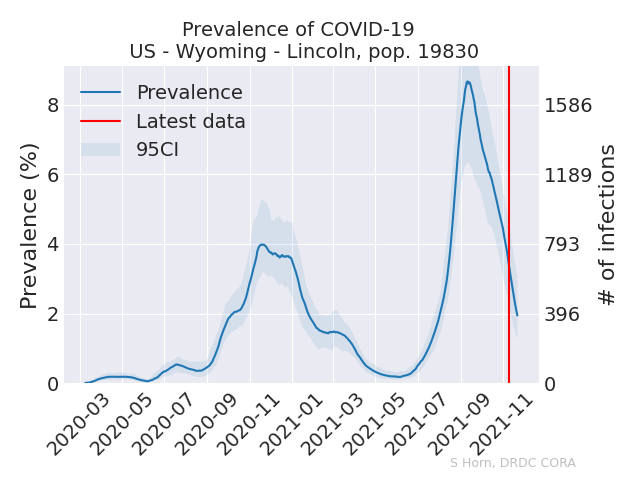 Prevalence of COVID-19
US - Wyoming - Lincoln, pop. 19830
Prevalence
Latest data
95CI
Prevalence (%)
8
6
4
2
0
1586
1189
793
396
0
# of infections
2020-03
2020-05
2020-07
2020-09
2020-11
2021-01
2021-03
2021-05
2021-07
2021-09
2021-11
S Horn, DRDC CORA